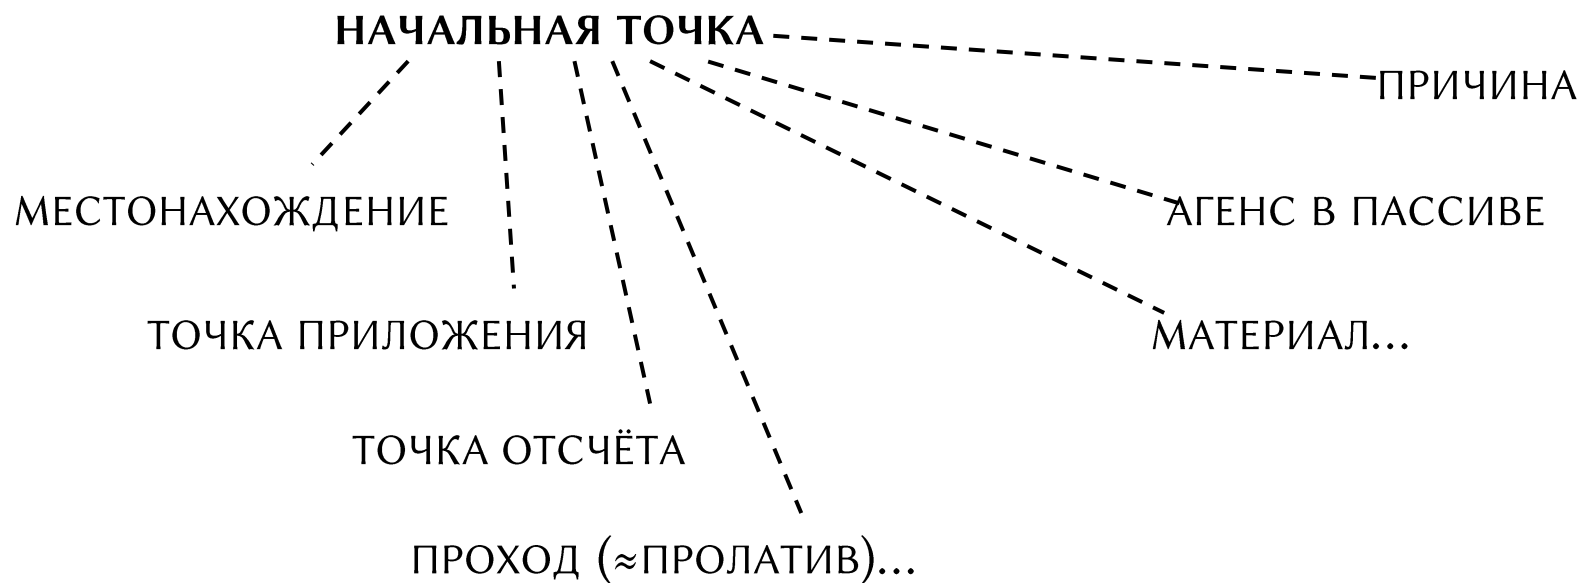 НАЧАЛЬНАЯ ТОЧКА
ПРИЧИНА
МЕСТОНАХОЖДЕНИЕ
АГЕНС В ПАССИВЕ
ТОЧКА ПРИЛОЖЕНИЯ
МАТЕРИАЛ...
ТОЧКА ОТСЧЁТА
ПРОХОД (≈ПРОЛАТИВ)...